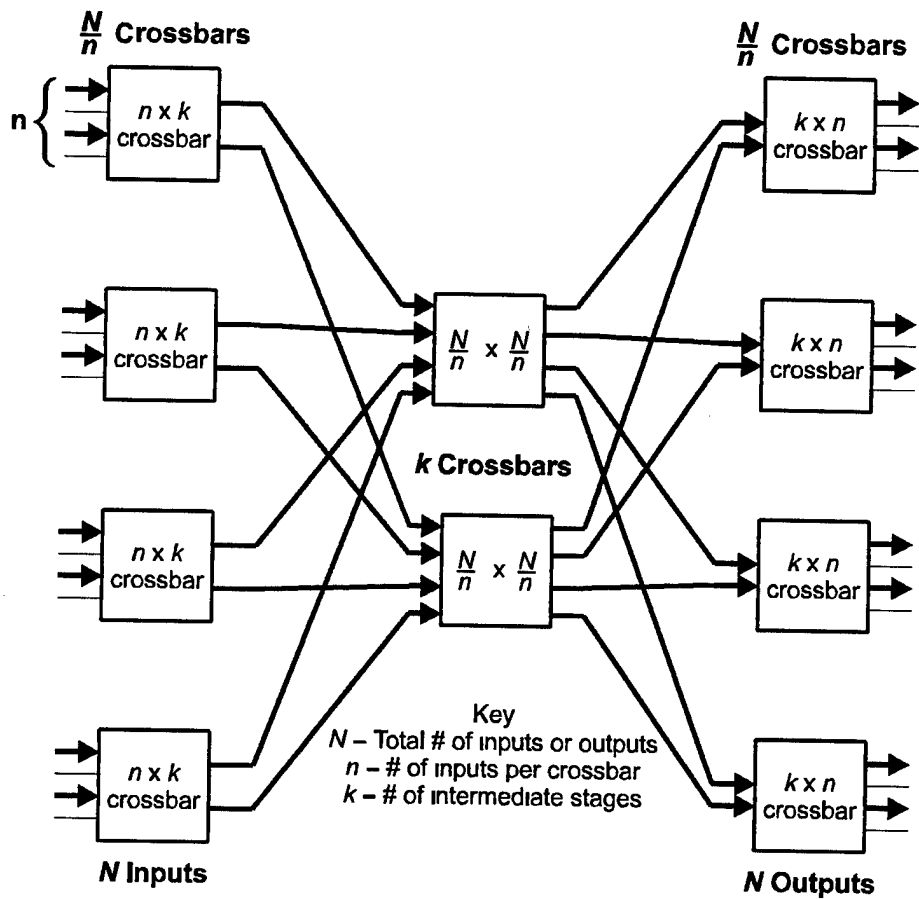 N/n Crossbars
N/n Crossbars
n
n x k
crossbar
k x n
crossbar
n x k
crossbar
N/n x N/n
k x n
crossbar
k Crossbars
n x k
crossbar
N/n x N/n
k x n
crossbar
n x k
crossbar
Key
N – Total # of inputs or outputs
n – # of inputs per crossbar
k – # of intermediate stages
k x n
crossbar
N Inputs
N Outputs